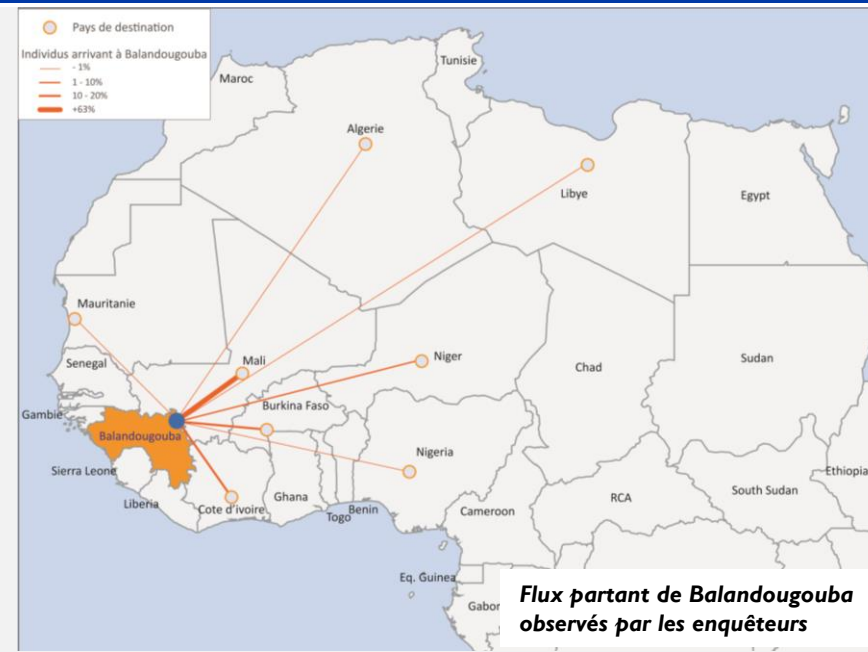 Pays de destination
Individus arrivant à Balandougouba
- 1%
1 - 10%
10 - 20%
+63%
Tunisie
Maroc
Algerie
Libye
Egypt
Mauritanie
Senegal
Mali
Niger
Chad
Sudan
Burkina Faso
Gambie
Balandougouba
Nigeria
Sierra Leone
Ethiopia
South Sudan
RCA
Ghana
Liberia
Cote d'ivoire
Benin
Togo
Cameroon
Eq. Guinea
Gabor
Flux partant de Balandougouba
observés par les enquêteurs